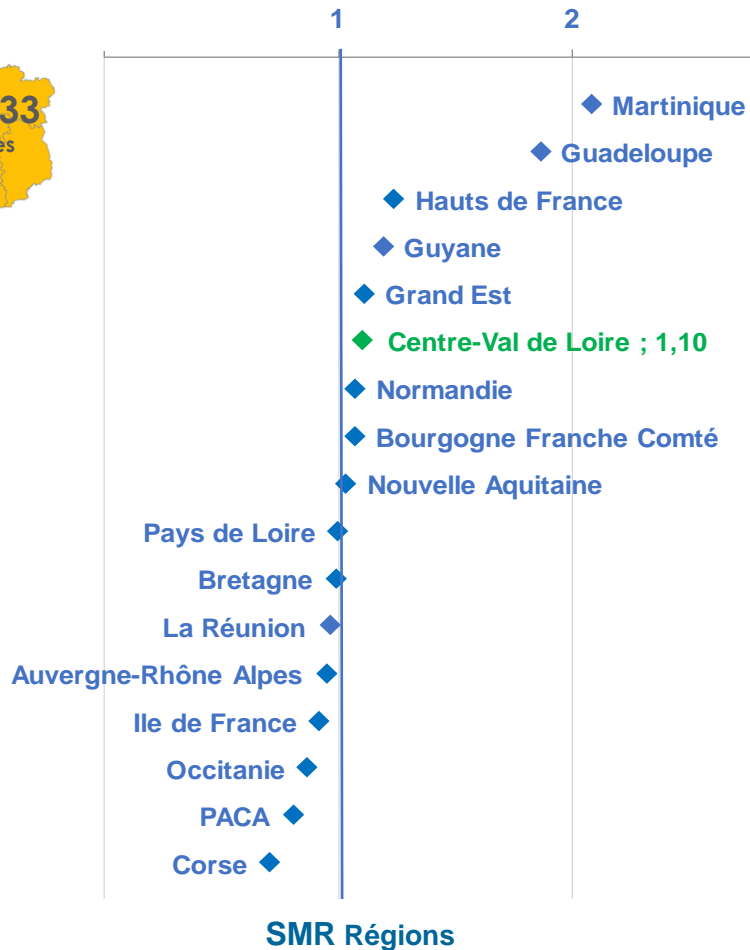 1 2
33
es
Martinique
Guadeloupe
Hauts de France
Guyane
Grand Est
Centre-Val de Loire ; 1,10
Normandie
Bourgogne Franche Comté
Nouvelle Aquitaine
Pays de Loire
Bretagne
La Réunion
Auvergne-Rhône Alpes
Ile de France
Occitanie
PACA
Corse
SMR Régions